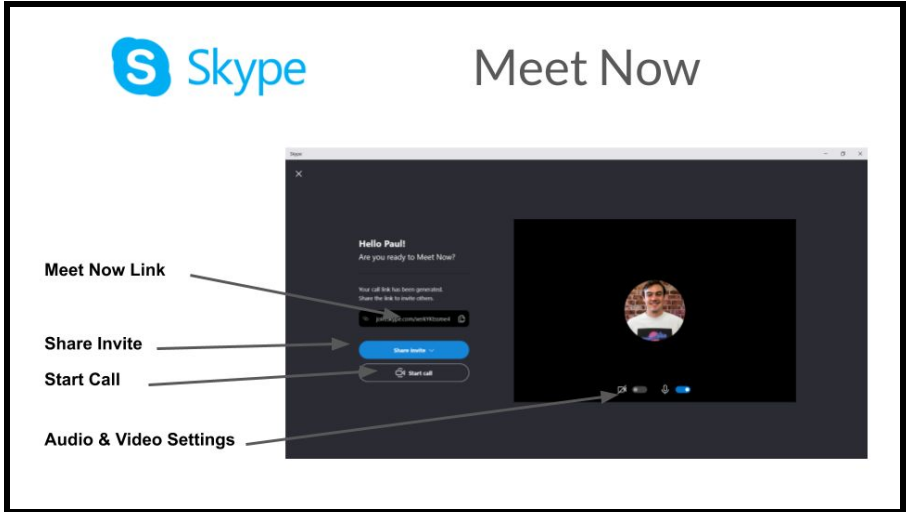 Skype
Meet Now
Skype
Hello Paul!
Are you ready to Meet Now?
Your call link has been generated.
Share the link to invite others.
Share Invite
Start call
Meet Now Link
Share Invite
Start Call
Audio & Video Settings